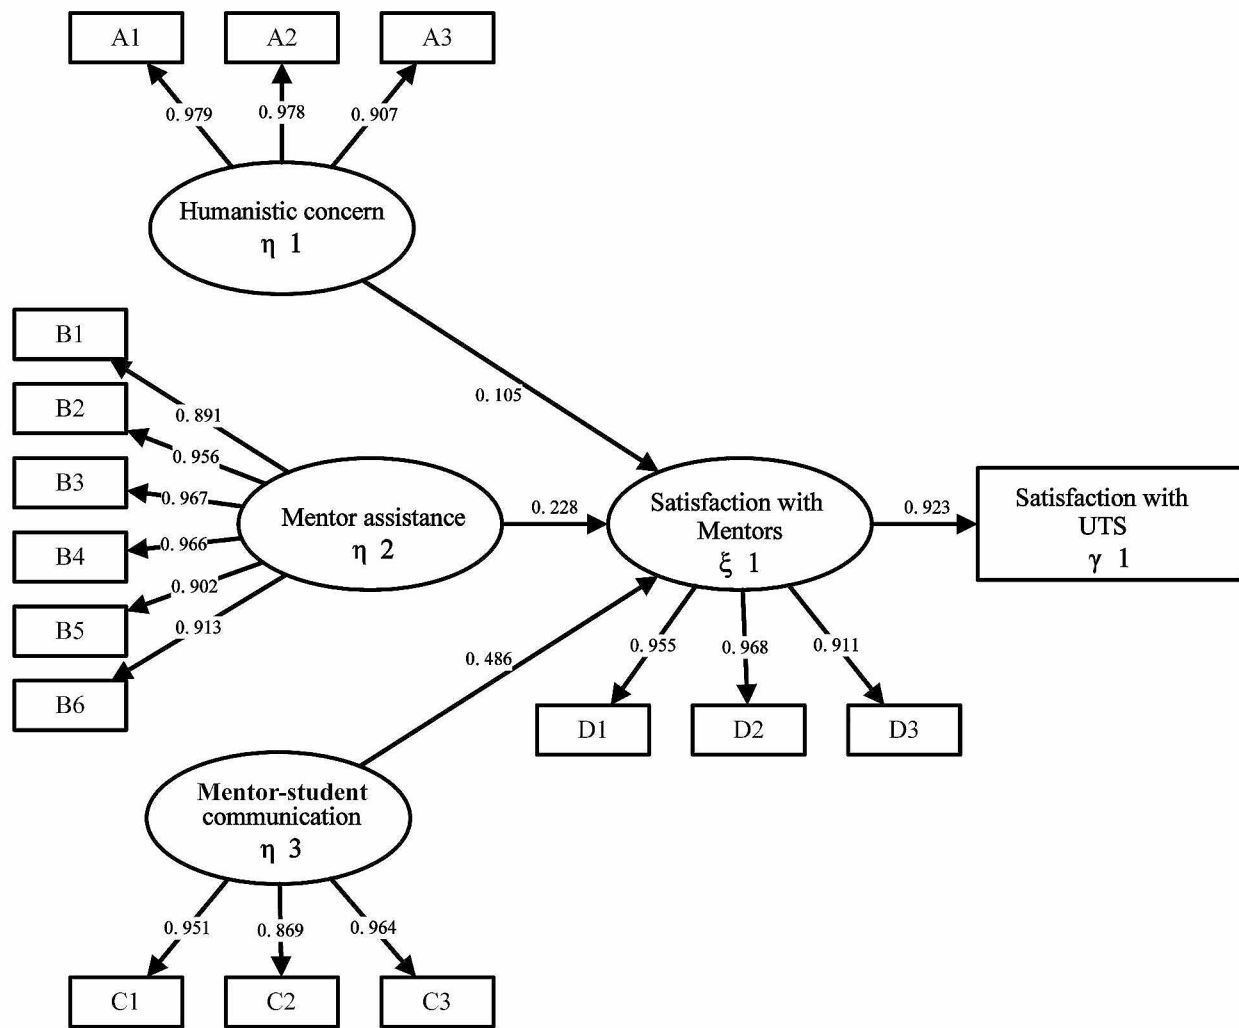 A1
A2
A3
0. 979
0. 978
0. 907
Humanistic concern
η 1
B1
B2
B3
B4
B5
B6
0. 891
0. 956
0. 967
0. 966
0. 902
0. 913
0. 105
Mentor assistance
η 2
0. 228
Satisfaction with
Mentors
ξ 1
0. 923
Satisfaction with
UTS
γ 1
0. 486
0. 955
0. 968
0. 911
D1
D2
D3
Mentor-student
communication
η 3
0. 951
0. 869
0. 964
C1
C2
C3